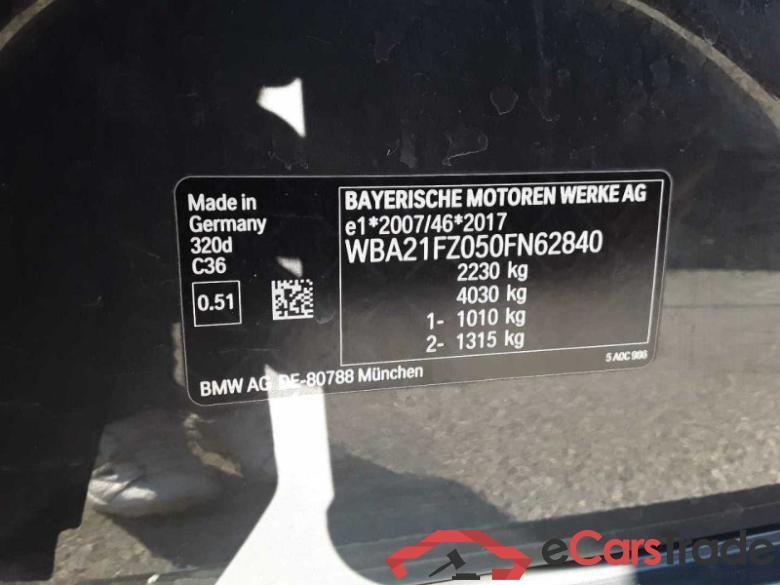 Made in
Germany
320d
C36
0.51
BAYERISCHE MOTOREN WERKE AG
e1*2007/46*2017
WBA21FZ050FN62840
2230 kg
4030 kg
1- 1010 kg
2- 1315 kg
5 A0C 986
BMW AG DE-80788 München
eCarsTrade